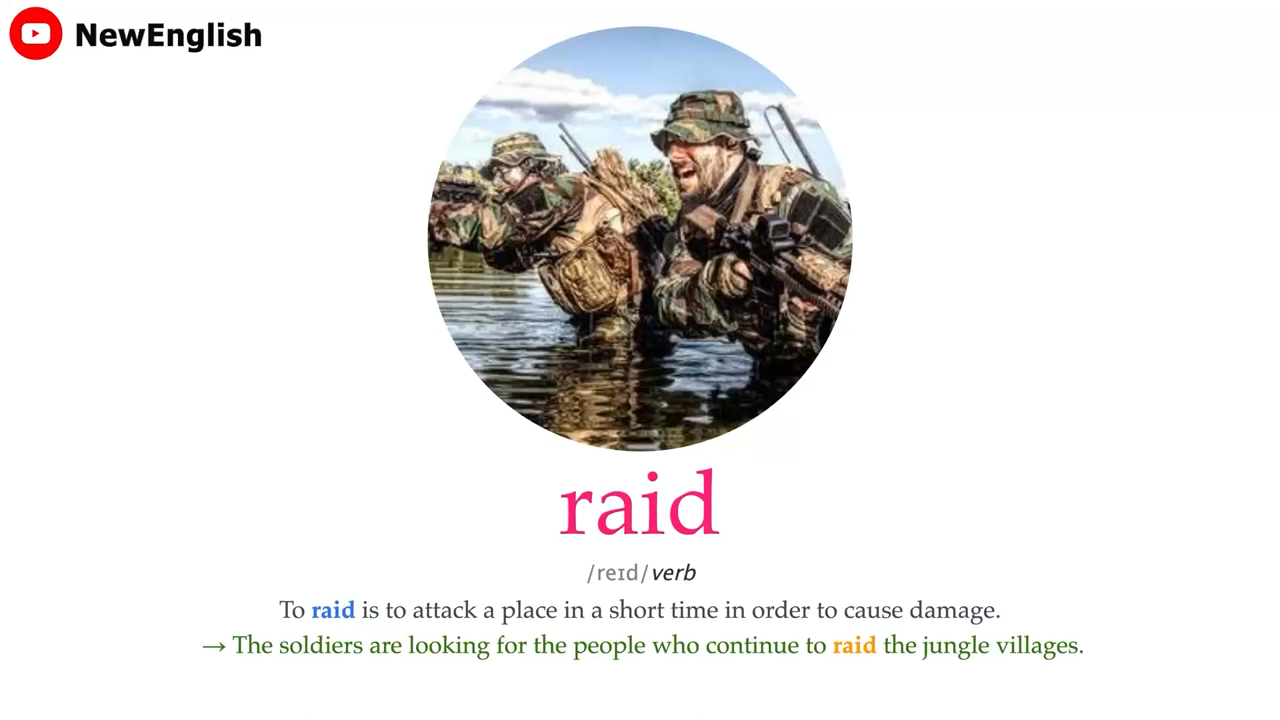 NewEnglish
raid
/reɪd/verb
To raid is to attack a place in a short time in order to cause damage.
→ The soldiers are looking for the people who continue to raid the jungle villages.